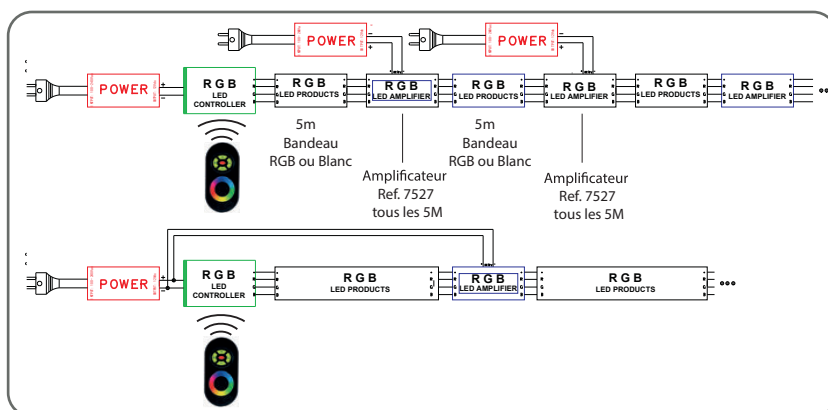 POWER
POWER
POWER
RGB
LED
CONTROLLER
RGB
LED PRODUCTS
RGB
LED AMPLIFIER
RGB
LED PRODUCTS
RGB
LED AMPLIFIER
RGB
LED PRODUCTS
RGB
LED AMPLIFIER
5m
Bandeau
RGB ou Blanc
Amplificateur
Ref. 7527
tous les 5M
5m
Bandeau
RGB ou Blanc
Amplificateur
Ref. 7527
tous les 5M
POWER
RGB
LED
CONTROLLER
RGB
LED PRODUCTS
RGB
LED AMPLIFIER
RGB
LED PRODUCTS